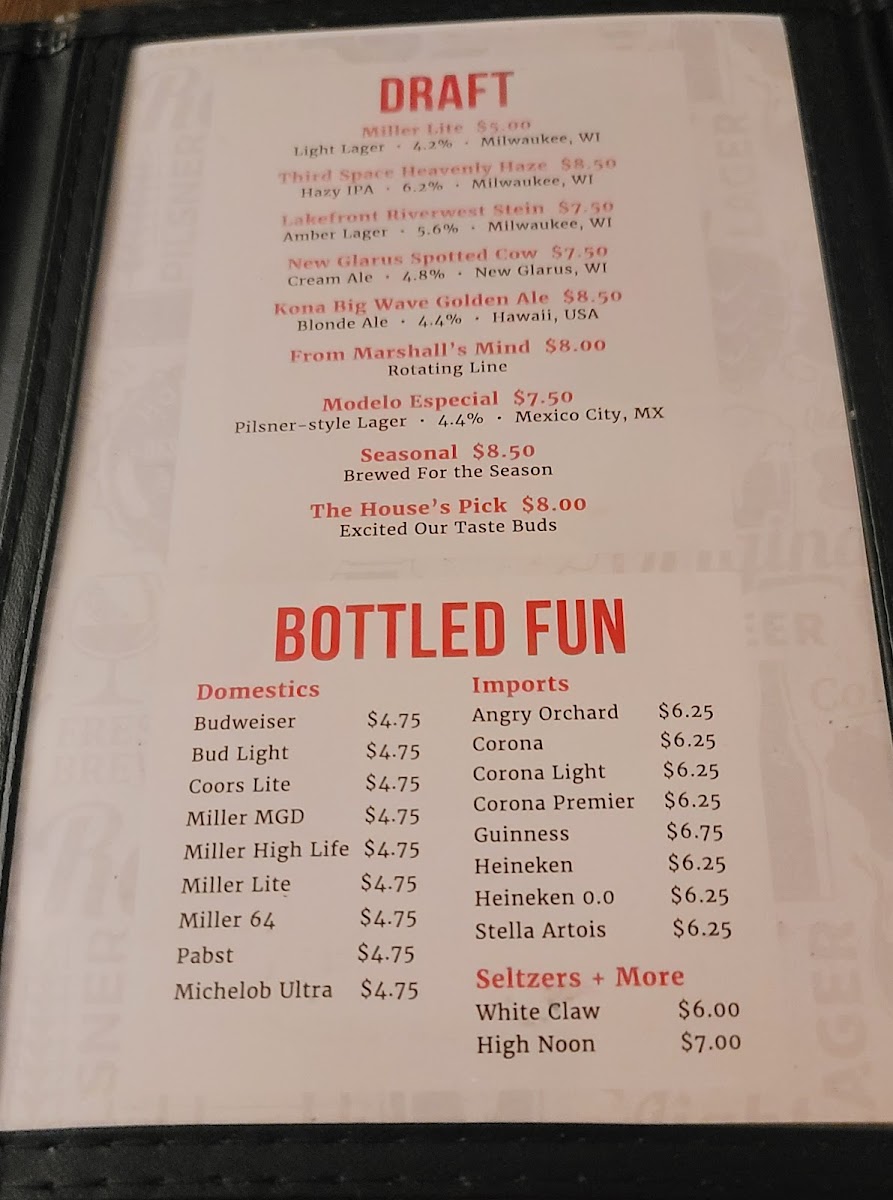 DRAFT
Miller Lite $5.00
Light Lager · 4.2% · Milwaukee, WI
Third Space Heavenly Haze $8.50
Hazy IPA · 6.2% · Milwaukee, WI
Lakefront Riverwest Stein $7.50
Amber Lager · 5.6% · Milwaukee, WI
New Glarus Spotted Cow $7.50
Cream Ale · 4.8% · New Glarus, WI
Kona Big Wave Golden Ale $8.50
Blonde Ale · 4.4% · Hawaii, USA
From Marshall's Mind $8.00
Rotating Line
Modelo Especial $7.50
Pilsner-style Lager · 4.4% · Mexico City, MX
Seasonal $8.50
Brewed For the Season
The House's Pick $8.00
Excited Our Taste Buds
BOTTLED FUN
Domestics
Budweiser $4.75
Bud Light $4.75
Coors Lite $4.75
Miller MGD $4.75
Miller High Life $4.75
Miller Lite $4.75
Miller 64 $4.75
Pabst $4.75
Michelob Ultra $4.75
Imports
Angry Orchard $6.25
Corona $6.25
Corona Light $6.25
Corona Premier $6.25
Guinness $6.75
Heineken $6.25
Heineken 0.0 $6.25
Stella Artois $6.25
Seltzers + More
White Claw $6.00
High Noon $7.00